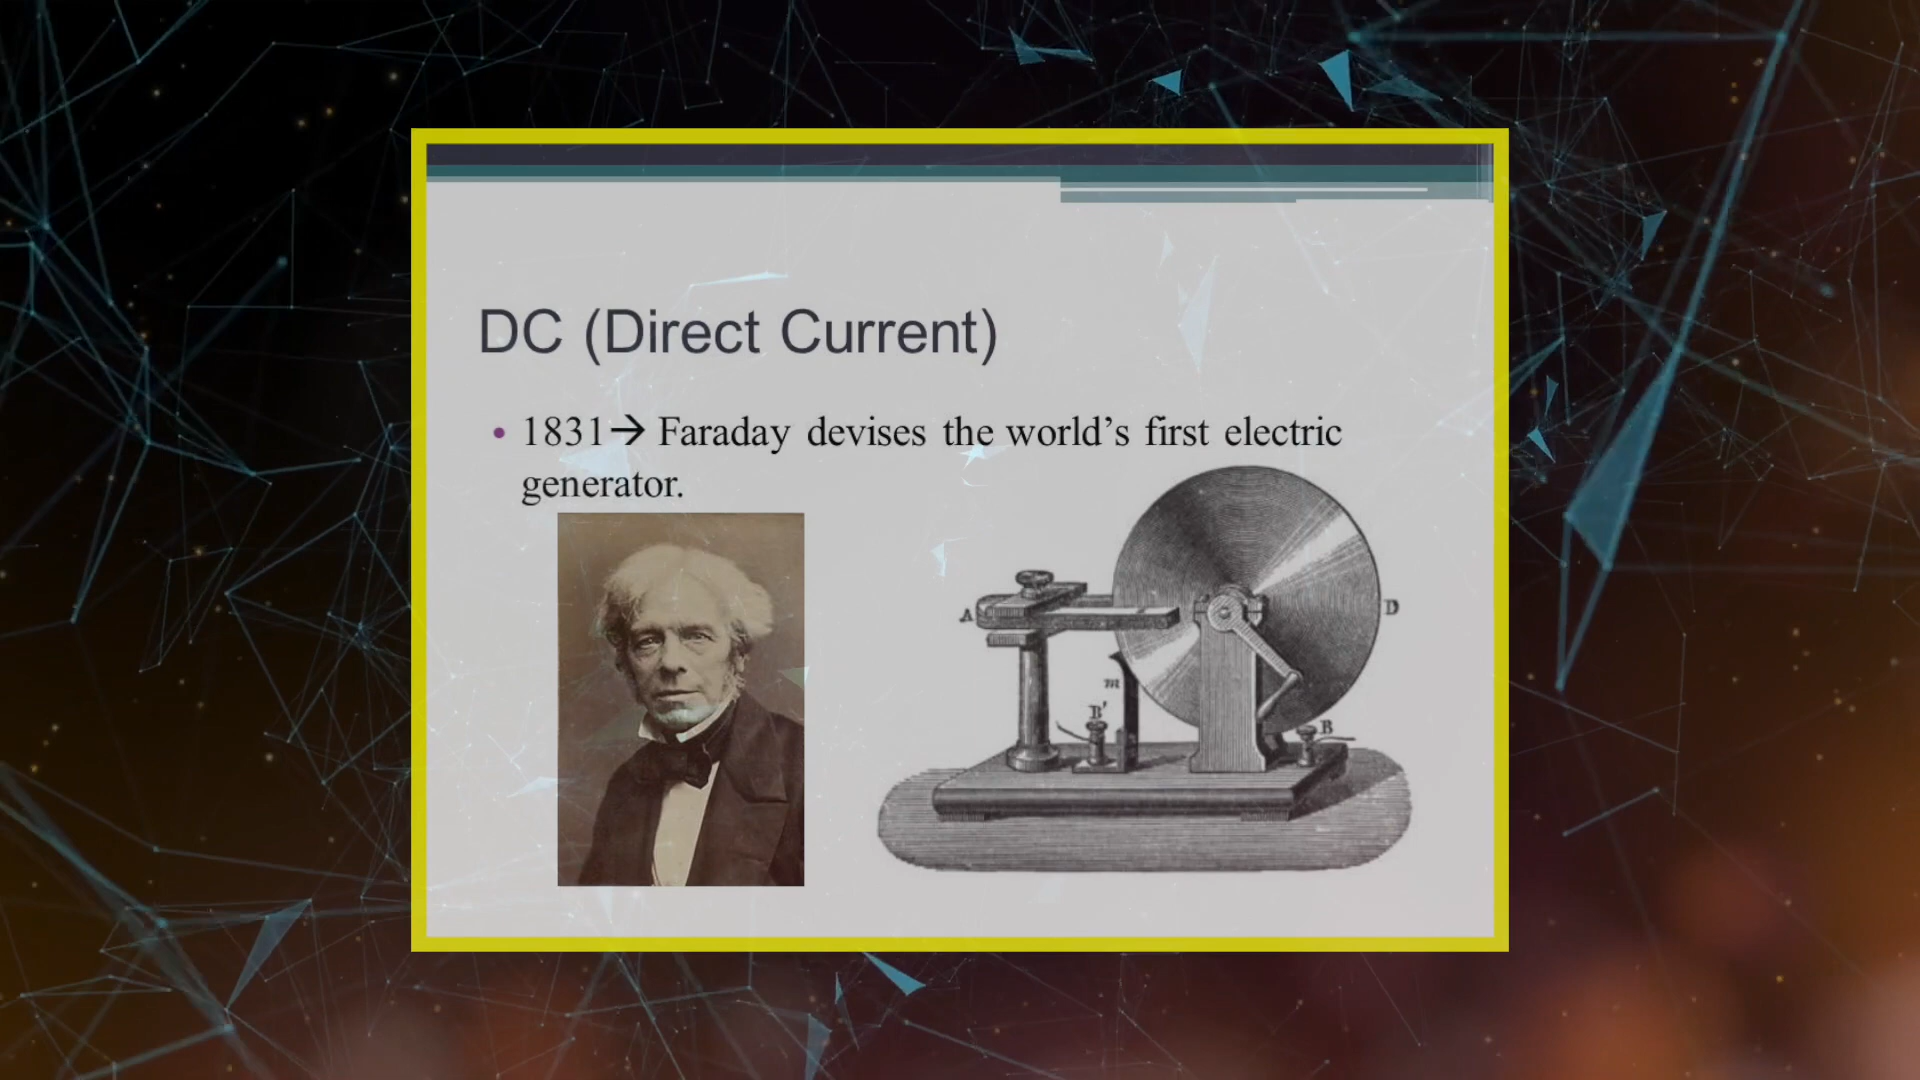 DC (Direct Current)
• 1831→ Faraday devises the world's first electric
generator.
A
D
m
B'
B